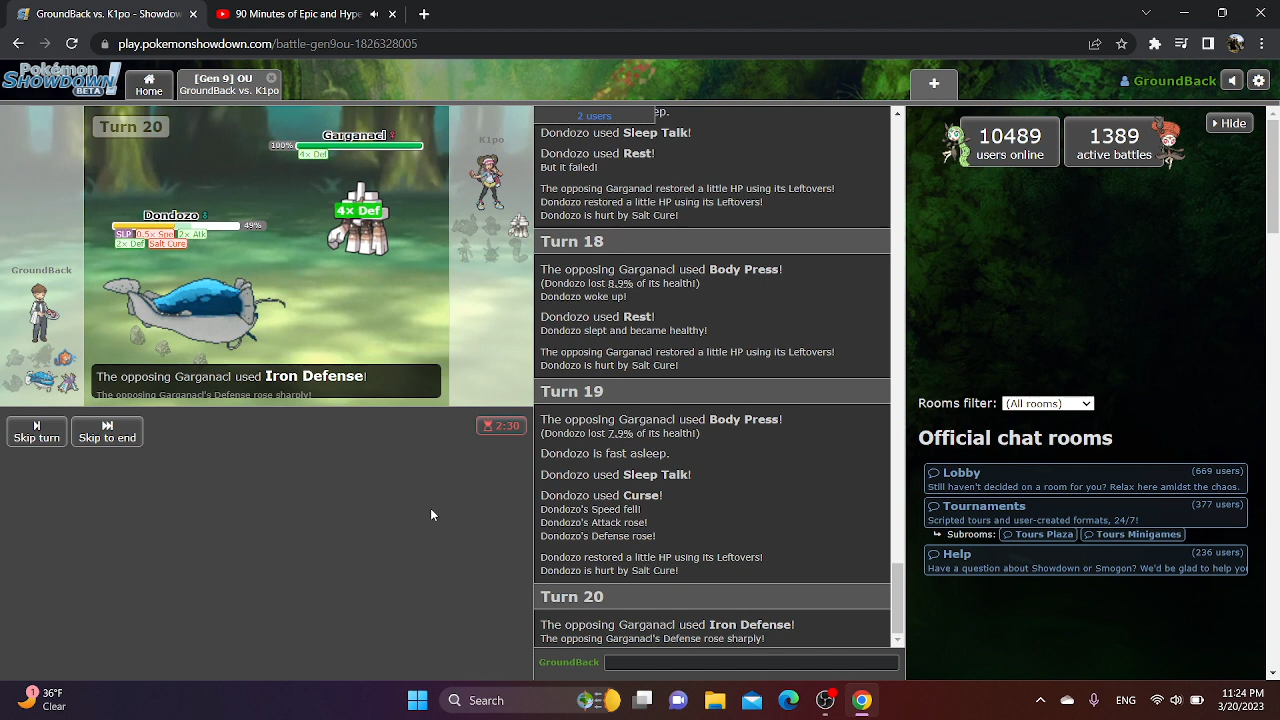 GroundBack vs. K1po - Showdow
90 Minutes of Epic and Hype
play.pokemonshowdown.com/battle-gen9ou-1826328005
Pokémon
SHOWDOWN!
BETA
Home
[Gen 9] OU
GroundBack vs. K1po
+
GroundBack
Turn 20
Garganacl ♀
100%
4× Def
K1po
4× Def
Dondozo ♂
49%
SLP 0.5× Spe 2× Atk
2× Def Salt Cure
GroundBack
The opposing Garganacl used Iron Defense!
The opposing Garganacl's Defense rose sharply!
Skip turn
Skip to end
2:30
2 users
ep.
Dondozo used Sleep Talk!
Dondozo used Rest!
But it failed!
The opposing Garganacl restored a little HP using its Leftovers!
Dondozo restored a little HP using its Leftovers!
Dondozo is hurt by Salt Cure!
Turn 18
The opposing Garganacl used Body Press!
(Dondozo lost 8.9% of its health!)
Dondozo woke up!
Dondozo used Rest!
Dondozo slept and became healthy!
The opposing Garganacl restored a little HP using its Leftovers!
Dondozo is hurt by Salt Cure!
Turn 19
The opposing Garganacl used Body Press!
(Dondozo lost 7.9% of its health!)
Dondozo is fast asleep.
Dondozo used Sleep Talk!
Dondozo used Curse!
Dondozo's Speed fell!
Dondozo's Attack rose!
Dondozo's Defense rose!
Dondozo restored a little HP using its Leftovers!
Dondozo is hurt by Salt Cure!
Turn 20
The opposing Garganacl used Iron Defense!
The opposing Garganacl's Defense rose sharply!
GroundBack
10489
users online
1389
active battles
Hide
Rooms filter: (All rooms)
Official chat rooms
Lobby (669 users)
Still haven't decided on a room for you? Relax here amidst the chaos.
Tournaments (377 users)
Scripted tours and user-created formats, 24/7!
Subrooms: Tours Plaza Tours Minigames
Help (236 users)
Have a question about Showdown or Smogon? We'd be glad to help yo
1
36°F
Clear
Search
ENG
11:24 PM
3/20/2023